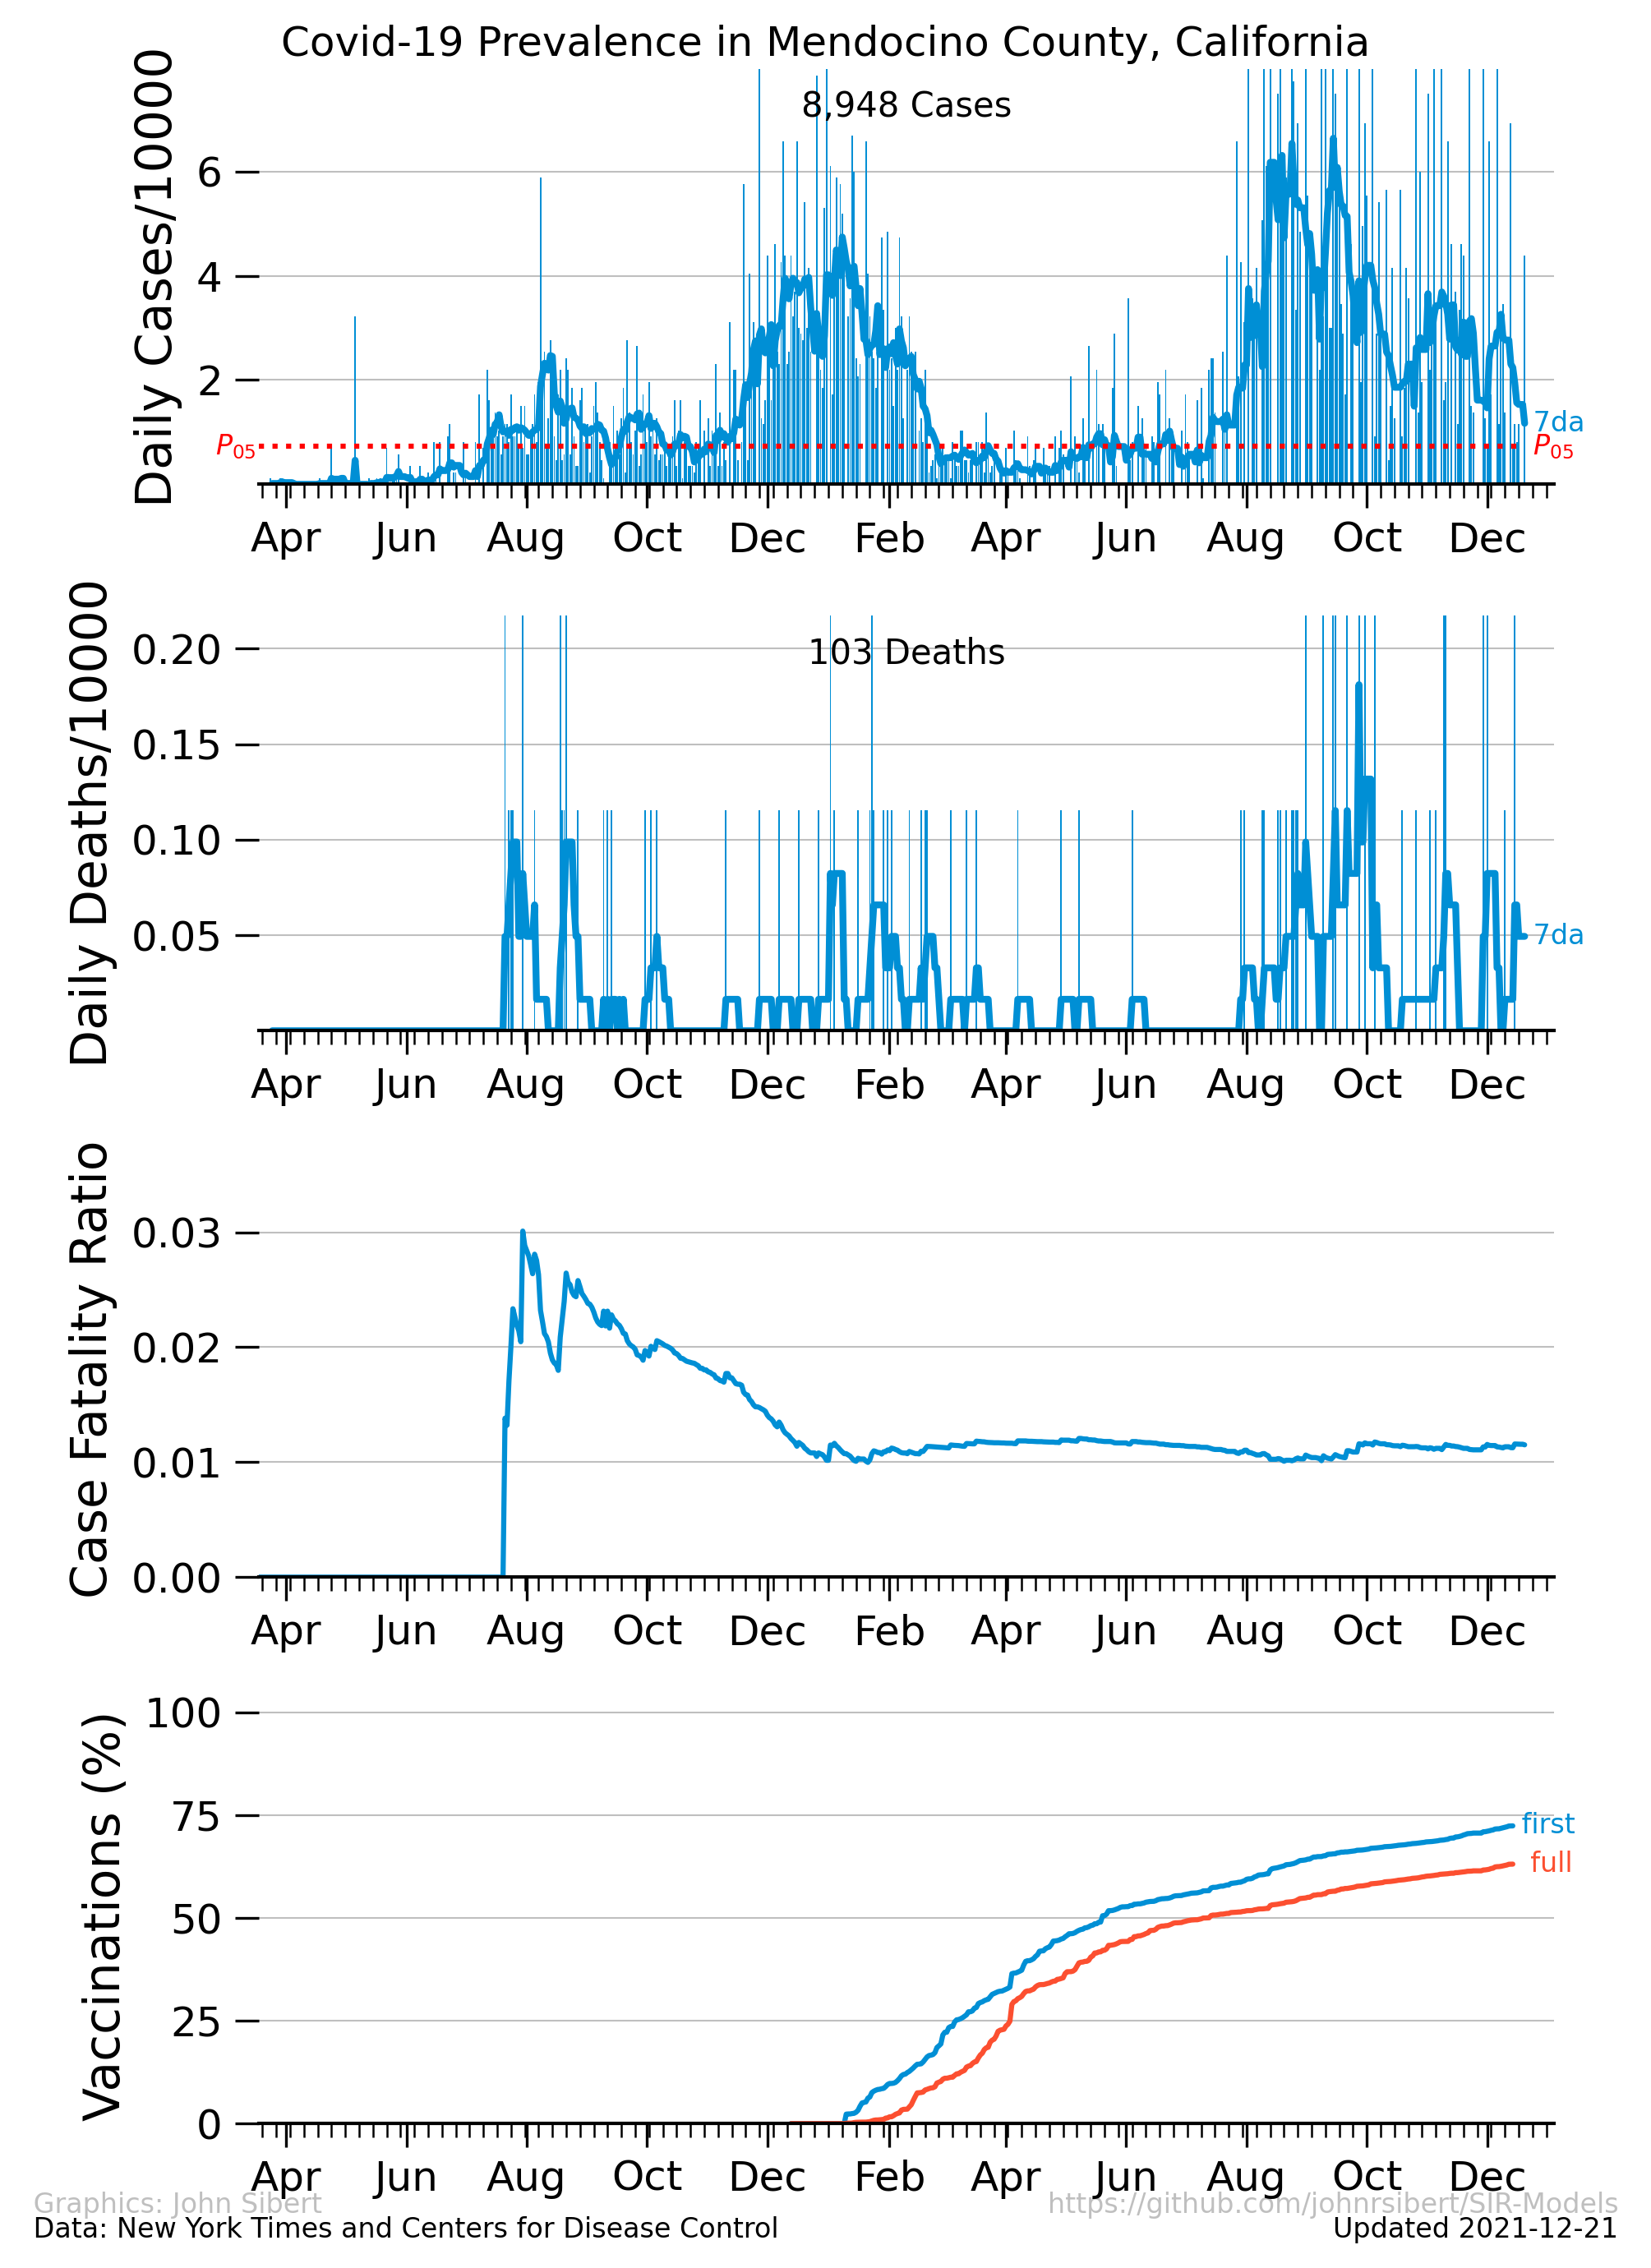 Covid-19 Prevalence in Mendocino County, California
Daily Cases/10000
8,948 Cases
6
4
2
P05
7da
P05
Apr Jun Aug Oct Dec Feb Apr Jun Aug Oct Dec
Daily Deaths/10000
103 Deaths
0.20
0.15
0.10
0.05
7da
Apr Jun Aug Oct Dec Feb Apr Jun Aug Oct Dec
Case Fatality Ratio
0.03
0.02
0.01
0.00
Apr Jun Aug Oct Dec Feb Apr Jun Aug Oct Dec
Vaccinations (%)
100
75
50
25
0
first
full
Apr Jun Aug Oct Dec Feb Apr Jun Aug Oct Dec
Graphics: John Sibert
https://github.com/johnrsibert/SIR-Models
Data: New York Times and Centers for Disease Control
Updated 2021-12-21